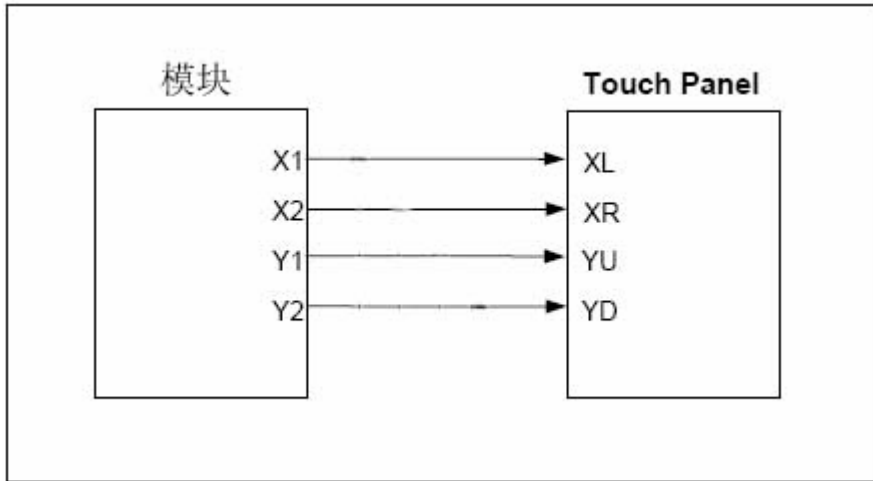 模块
Touch Panel
X1 XL
X2 XR
Y1 YU
Y2 YD